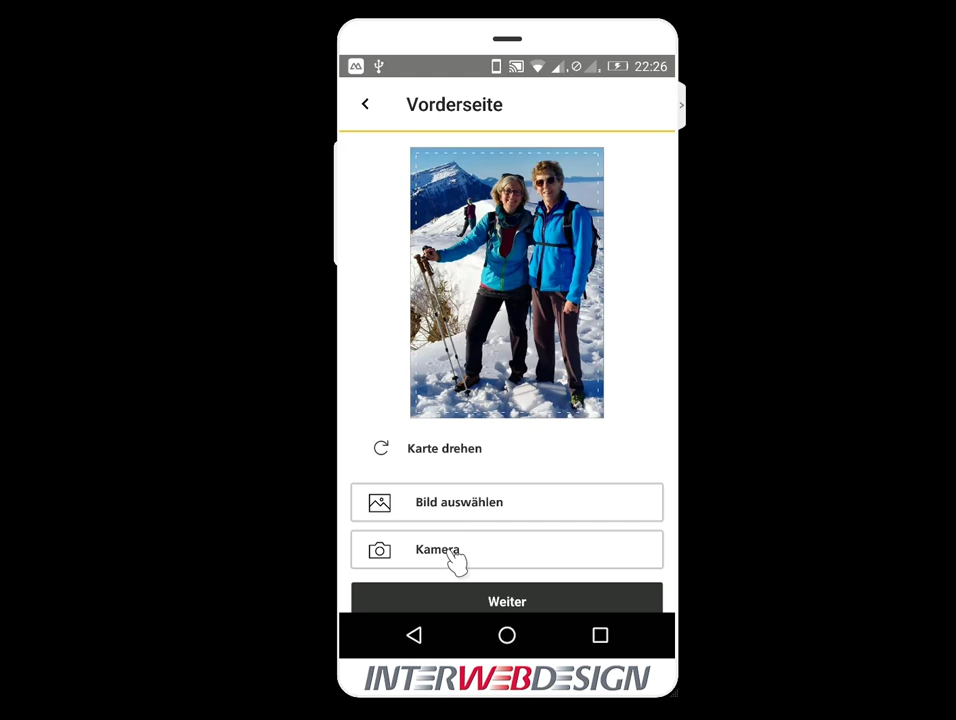 22:26
Vorderseite
Karte drehen
Bild auswählen
Kamera
Weiter
INTERWEBDESIGN